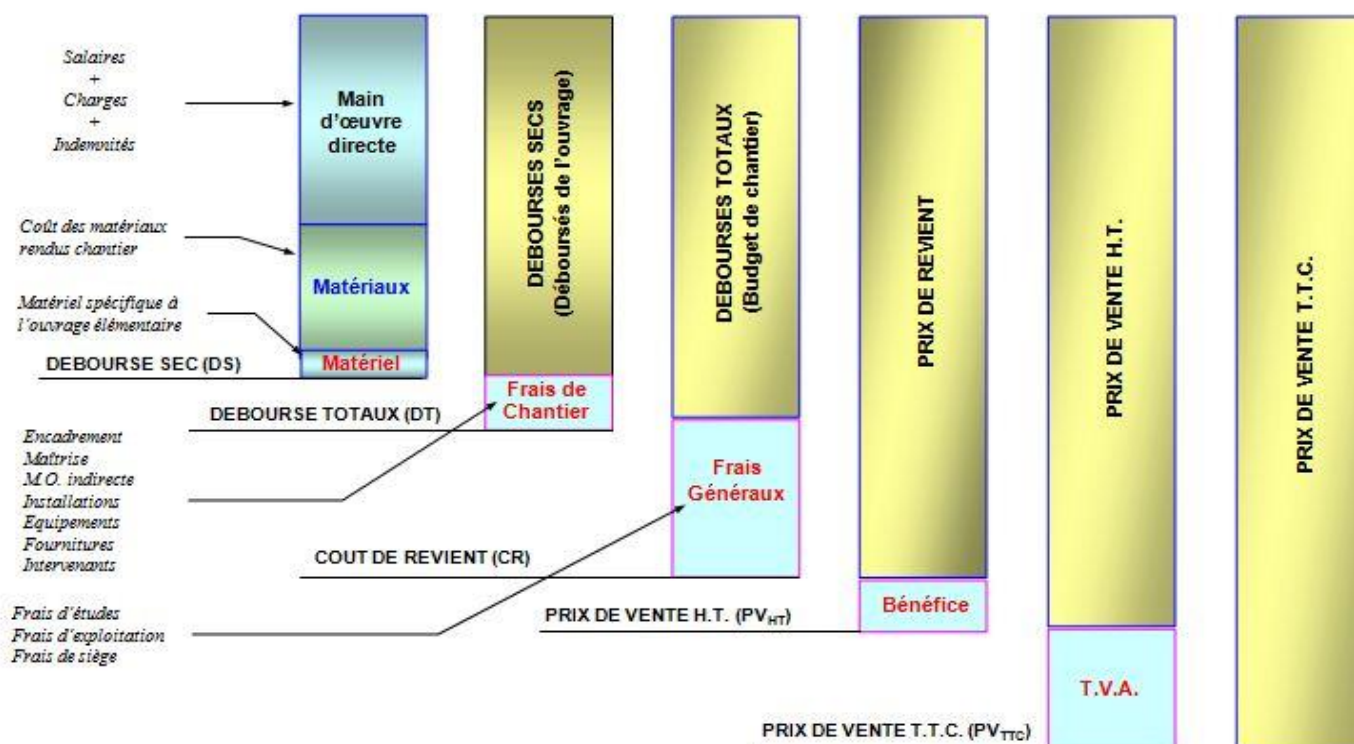 Salaires
+
Charges
+
Indemnités
Main
d'œuvre
directe
Coût des matériaux
rendus chantier
Matériaux
Matériel spécifique à
l'ouvrage élémentaire
Matériel
DEBOURSE SEC (DS)
DEBOURSES SECS
(Déboursés de l'ouvrage)
Frais de
Chantier
DEBOURSE TOTAUX (DT)
Encadrement
Maîtrise
M.O. indirecte
Installations
Equipements
Fournitures
Intervenants
DEBOURSES TOTAUX
(Budget de chantier)
Frais
Généraux
COUT DE REVIENT (CR)
Frais d'études
Frais d'exploitation
Frais de siège
PRIX DE REVIENT
Bénéfice
PRIX DE VENTE H.T. (PVHT)
PRIX DE VENTE H.T.
T.V.A.
PRIX DE VENTE T.T.C. (PVTTC)
PRIX DE VENTE T.T.C.